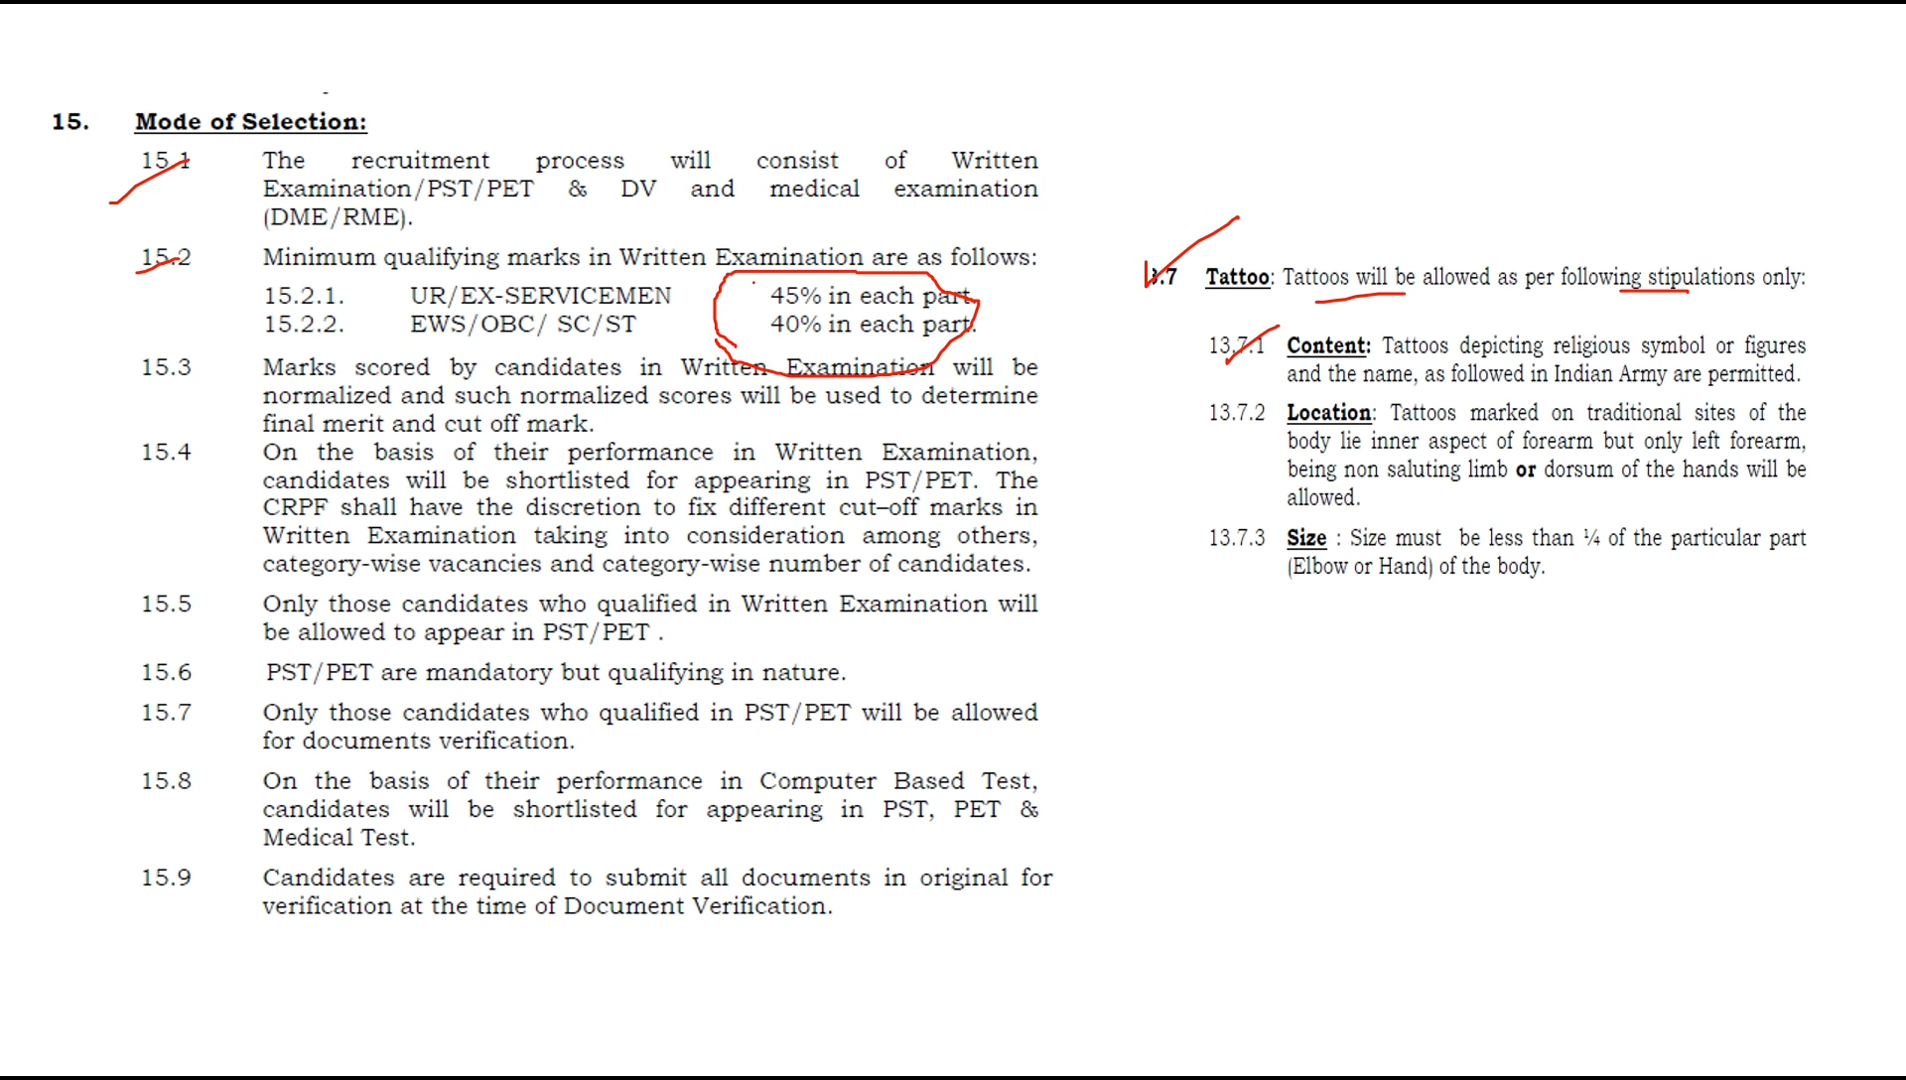 15. Mode of Selection:
15.1 The recruitment process will consist of Written
Examination/PST/PET & DV and medical examination
(DME/RME).
15.2 Minimum qualifying marks in Written Examination are as follows:
15.2.1. UR/EX-SERVICEMEN 45% in each part.
15.2.2. EWS/OBC/ SC/ST 40% in each part.
15.3 Marks scored by candidates in Written Examination will be
normalized and such normalized scores will be used to determine
final merit and cut off mark.
15.4 On the basis of their performance in Written Examination,
candidates will be shortlisted for appearing in PST/PET. The
CRPF shall have the discretion to fix different cut–off marks in
Written Examination taking into consideration among others,
category-wise vacancies and category-wise number of candidates.
15.5 Only those candidates who qualified in Written Examination will
be allowed to appear in PST/PET .
15.6 PST/PET are mandatory but qualifying in nature.
15.7 Only those candidates who qualified in PST/PET will be allowed
for documents verification.
15.8 On the basis of their performance in Computer Based Test,
candidates will be shortlisted for appearing in PST, PET &
Medical Test.
15.9 Candidates are required to submit all documents in original for
verification at the time of Document Verification.
13.7 Tattoo: Tattoos will be allowed as per following stipulations only:
13.7.1 Content: Tattoos depicting religious symbol or figures
and the name, as followed in Indian Army are permitted.
13.7.2 Location: Tattoos marked on traditional sites of the
body lie inner aspect of forearm but only left forearm,
being non saluting limb or dorsum of the hands will be
allowed.
13.7.3 Size : Size must be less than ¼ of the particular part
(Elbow or Hand) of the body.